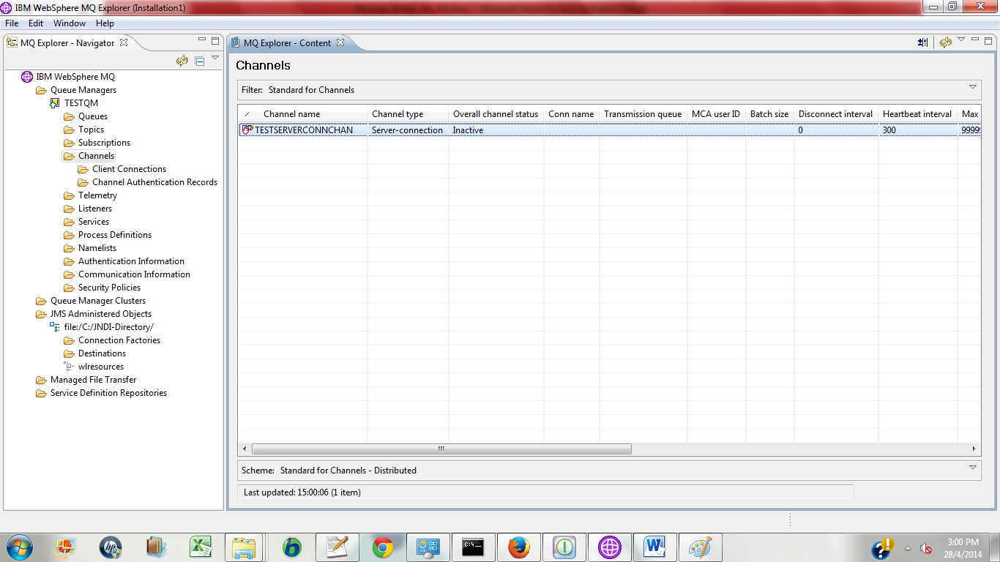 IBM WebSphere MQ Explorer (Installation1)
File Edit Window Help
MQ Explorer - Navigator
IBM WebSphere MQ
Queue Managers
TESTQM
Queues
Topics
Subscriptions
Channels
Client Connections
Channel Authentication Records
Telemetry
Listeners
Services
Process Definitions
Namelists
Authentication Information
Communication Information
Security Policies
Queue Manager Clusters
JMS Administered Objects
file:/C:/JNDI-Directory/
Connection Factories
Destinations
wlresources
Managed File Transfer
Service Definition Repositories
MQ Explorer - Content
Channels
Filter: Standard for Channels
Channel name Channel type Overall channel status Conn name Transmission queue MCA user ID Batch size Disconnect interval Heartbeat interval Max
TESTSERVERCONNCHAN Server-connection Inactive 0 300 9999
Scheme: Standard for Channels - Distributed
Last updated: 15:00:06 (1 item)
3:00 PM
28/4/2014